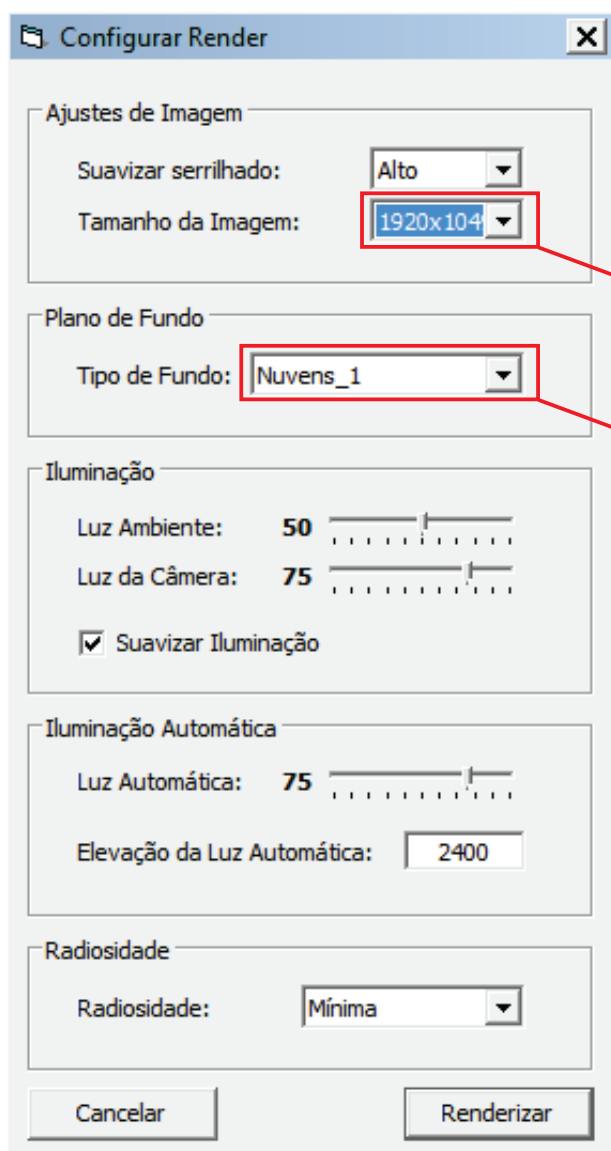 Configurar Render
Ajustes de Imagem
Suavizar serrilhado: Alto
Tamanho da Imagem: 1920x104
Plano de Fundo
Tipo de Fundo: Nuvens_1
Iluminação
Luz Ambiente: 50
Luz da Câmera: 75
Suavizar Iluminação
Iluminação Automática
Luz Automática: 75
Elevação da Luz Automática: 2400
Radiosidade
Radiosidade: Mínima
Cancelar Renderizar